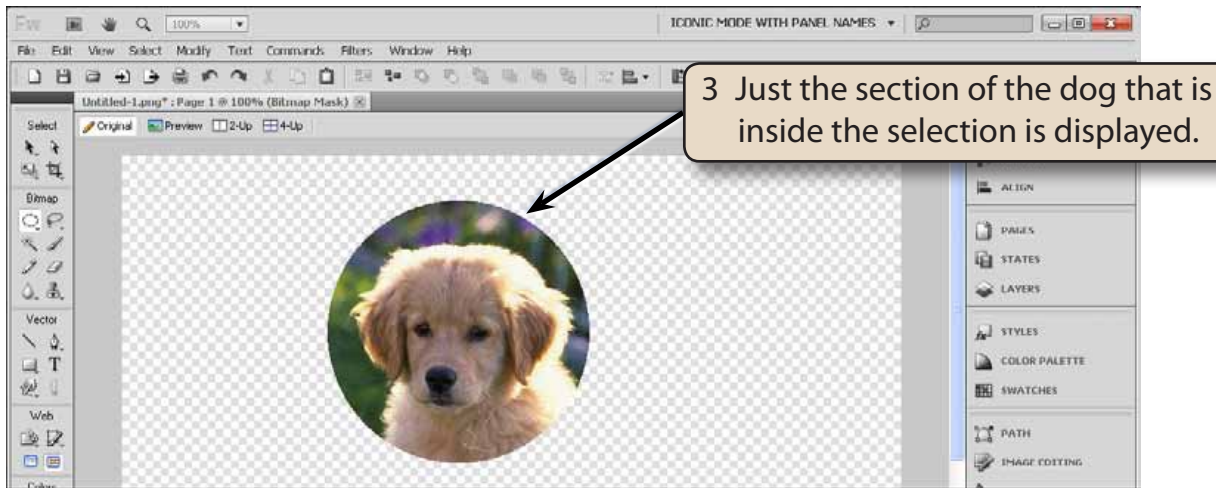 Fw 100% ICONIC MODE WITH PANEL NAMES
File Edit View Select Modify Text Commands Filters Window Help
Untitled-1.png* : Page 1 @ 100% (Bitmap Mask)
3 Just the section of the dog that is
inside the selection is displayed.
Select
Original Preview 2-Up 4-Up
ALIGN
Bitmap
PAGES
STATES
LAYERS
Vector
STYLES
COLOR PALETTE
T
SWATCHES
Web
PATH
IMAGE EDITING
Colors